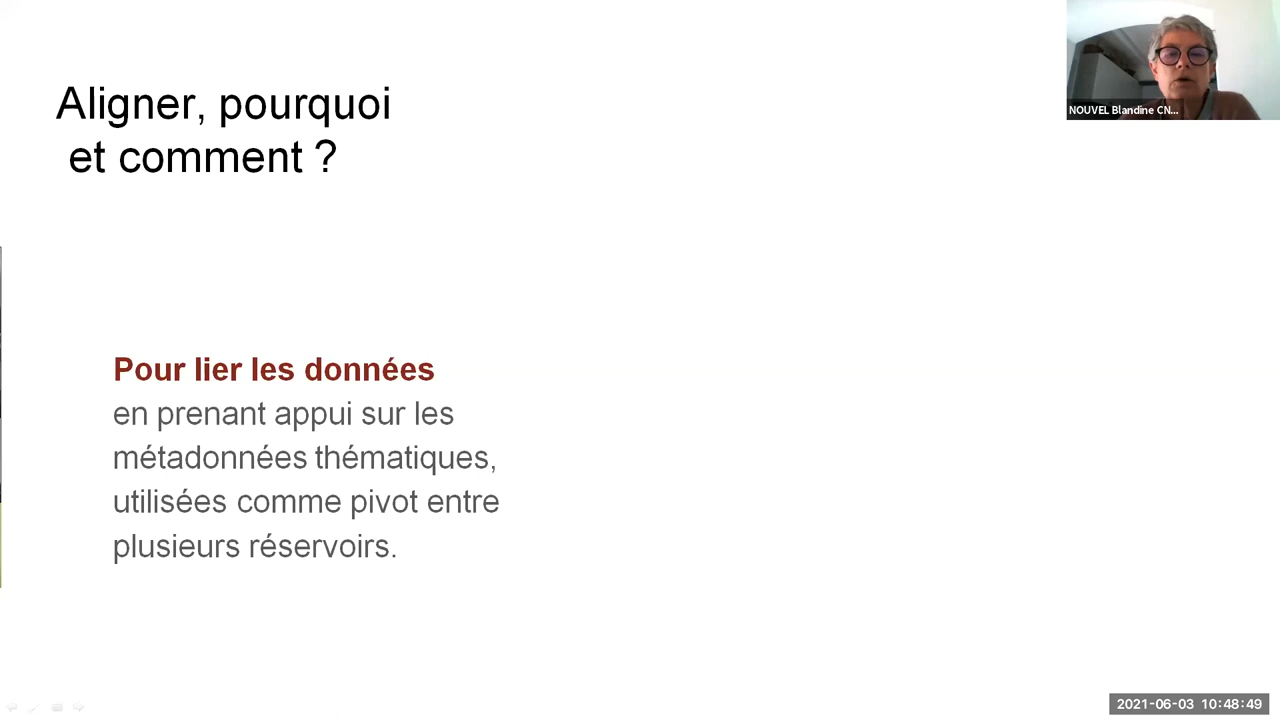 Aligner, pourquoi
et comment ?
NOUVEL Blandine CN...
Pour lier les données
en prenant appui sur les
métadonnées thématiques,
utilisées comme pivot entre
plusieurs réservoirs.
2021-06-03 10:48:49